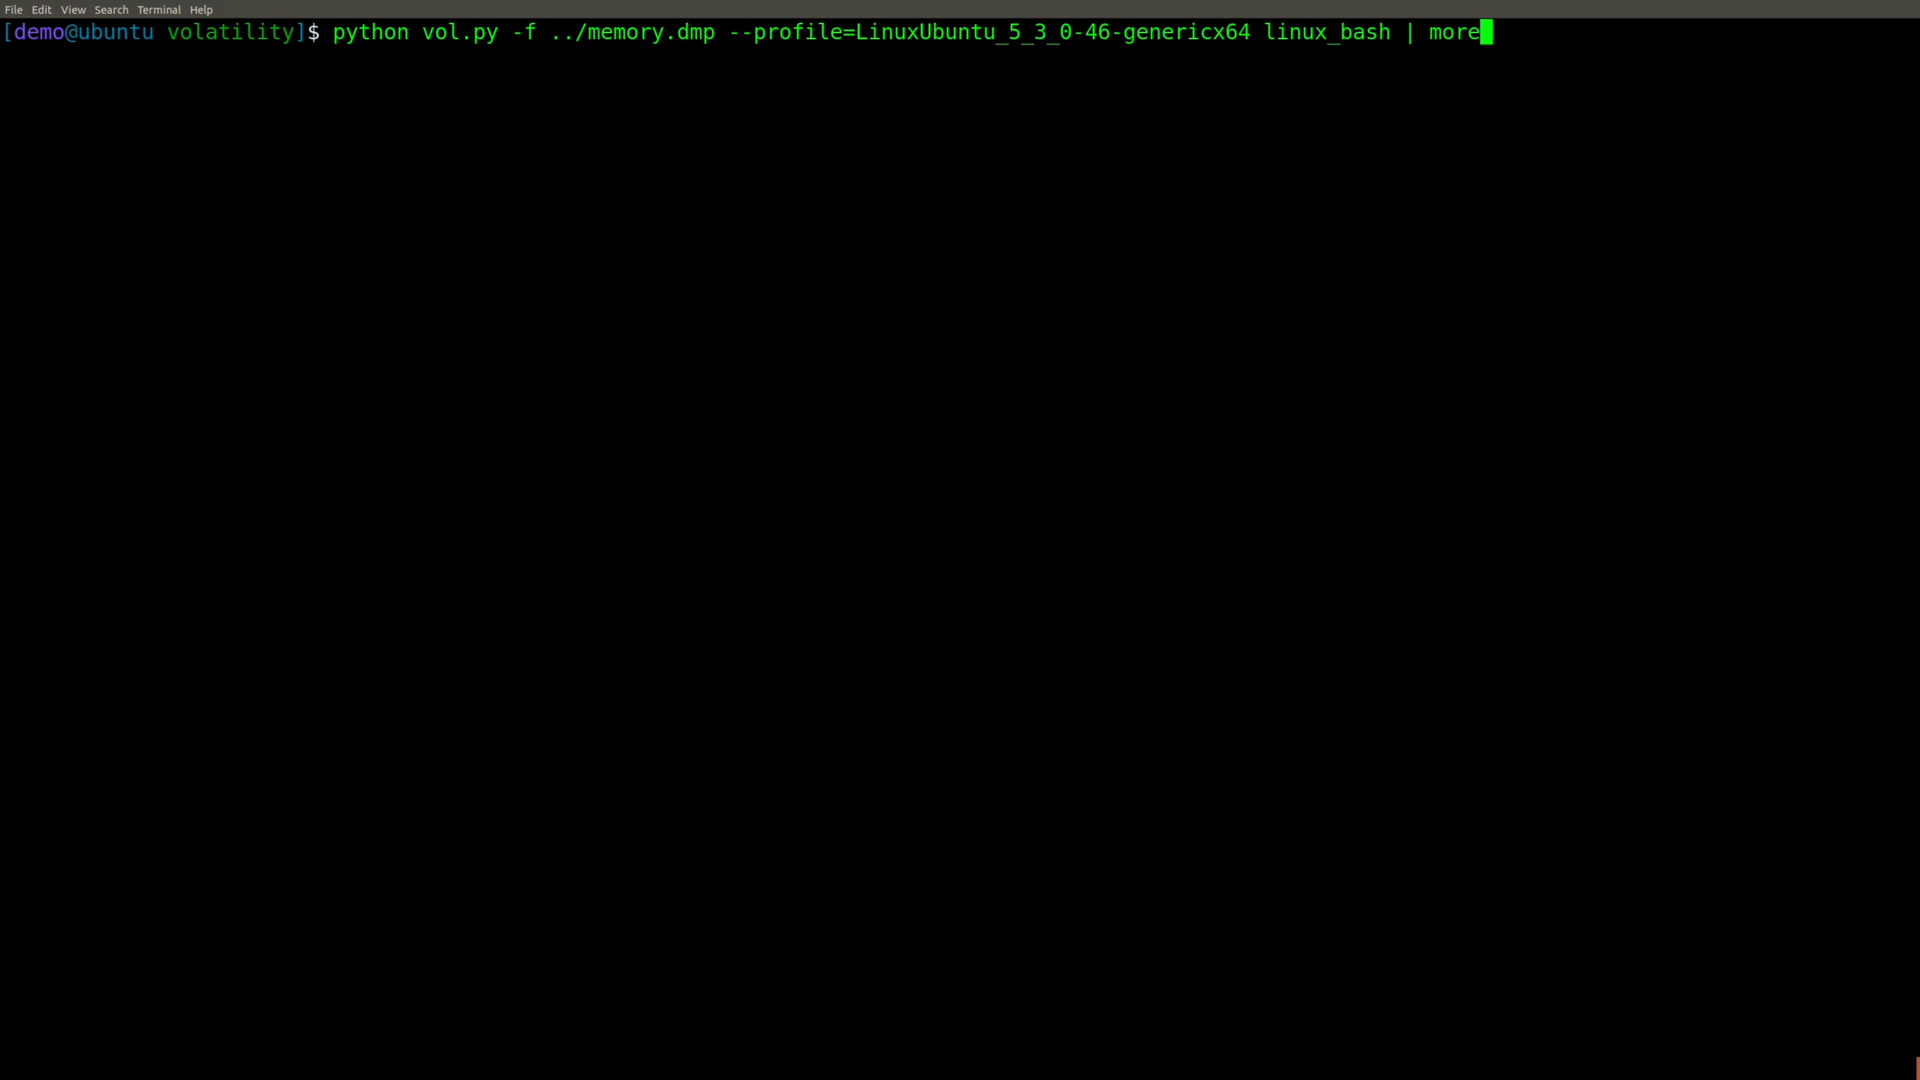 File Edit View Search Terminal Help
[demo@ubuntu volatility]$ python vol.py -f ../memory.dmp --profile=LinuxUbuntu_5_3_0-46-genericx64 linux_bash | more